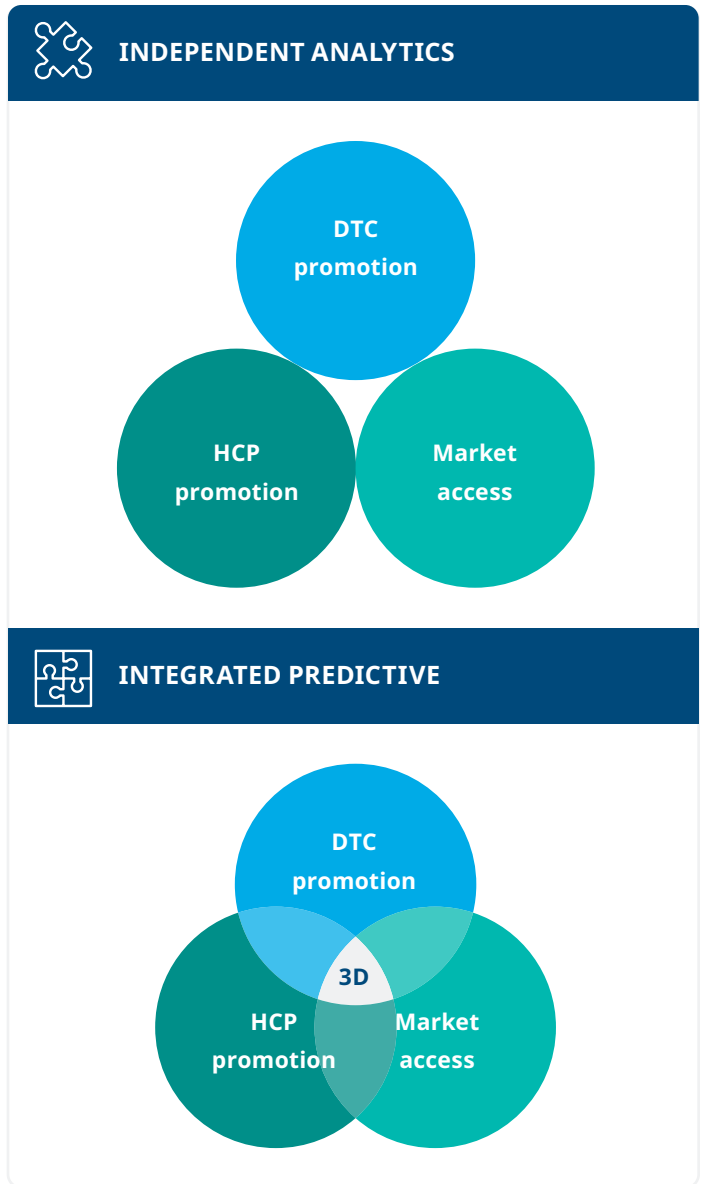 INDEPENDENT ANALYTICS
DTC
promotion
HCP
promotion
Market
access
INTEGRATED PREDICTIVE
DTC
promotion
3D
HCP
promotion
Market
access